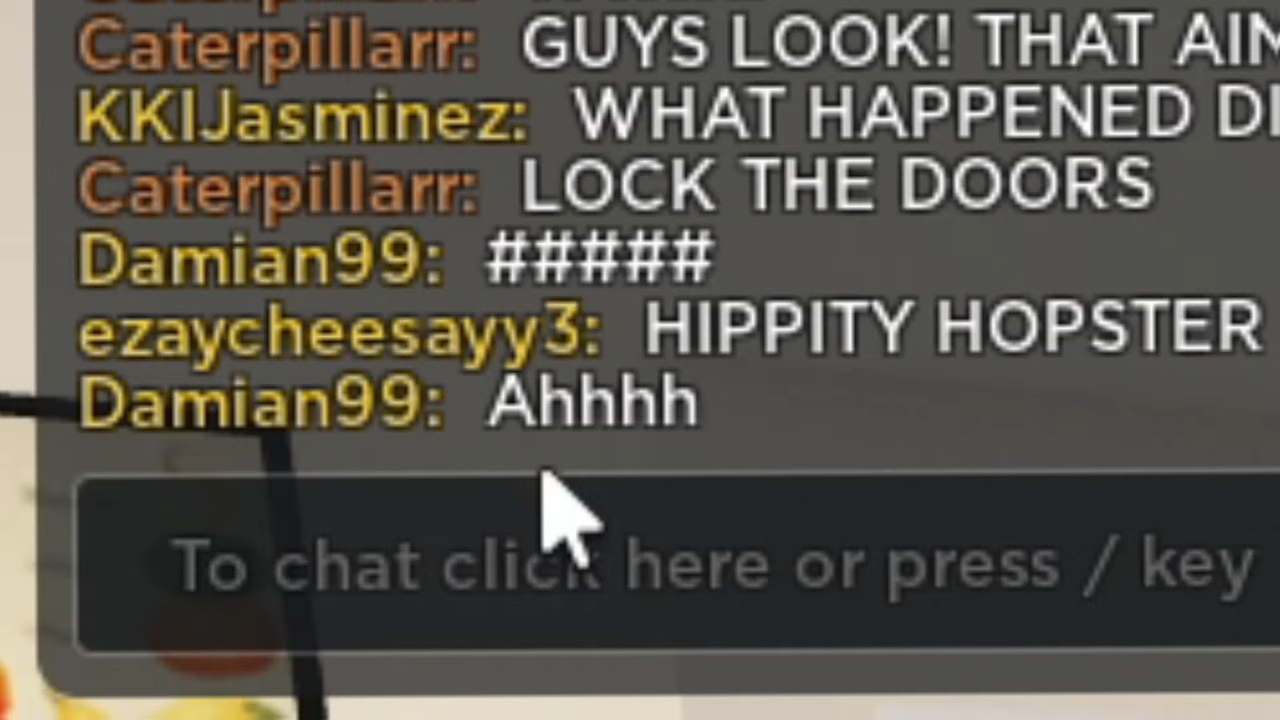 Caterpillarr: GUYS LOOK! THAT
KKIJasminez: WHAT HAPPENED
Caterpillarr: LOCK THE DOORS
Damian99: #####
ezaycheesayy3: HIPPITY HOPSTER
Damian99: Ahhhh
To chat click here or press / key